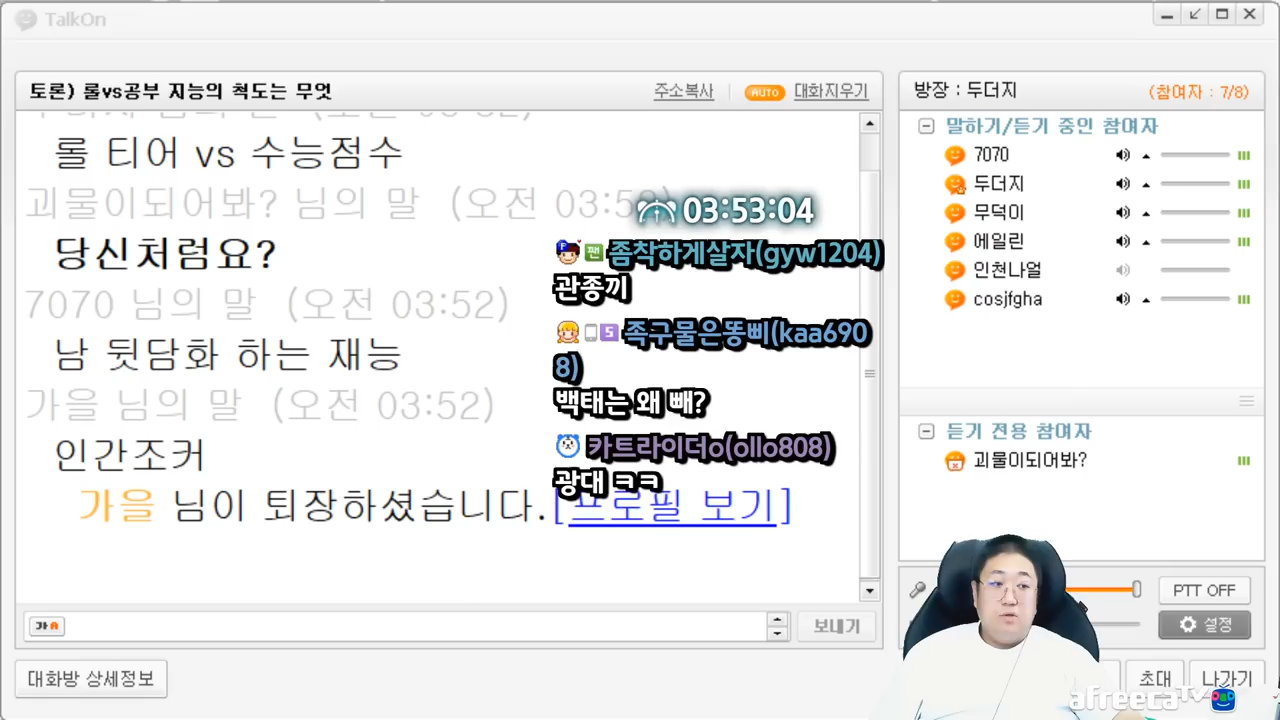 TalkOn
토론) 롤vs공부 지능의 척도는 무엇
주소복사
AUTO
대화지우기
롤 티어 vs 수능점수
괴물이되어봐? 님의 말 (오전 03:52)
당신처럼요?
7070 님의 말 (오전 03:52)
남 뒷담화 하는 재능
가을 님의 말 (오전 03:52)
인간조커
가을 님이 퇴장하셨습니다.[프로필 보기]
03:53:04
팬 좀착하게살자(gyw1204)
관종끼
5 족구물은똥삐(kaa690
8)
백태는 왜 빼?
카트라이더o(ollo808)
광대 ㅋㅋ
가A
보내기
대화방 상세정보
방장 : 두더지
(참여자 : 7/8)
말하기/듣기 중인 참여자
7070
두더지
무덕이
에일린
인천나얼
cosjfgha
듣기 전용 참여자
괴물이되어봐?
PTT OFF
설정
초대
나가기
afreecaTV